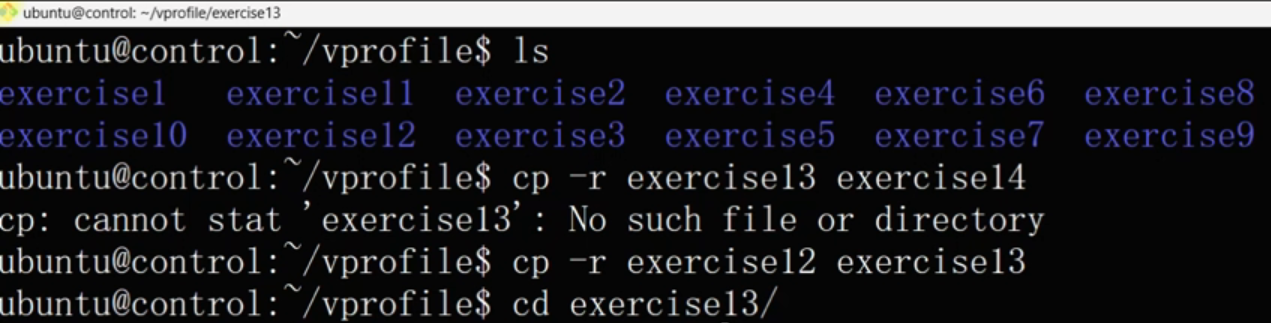 ubuntu@control: ~/vprofile/exercise13
ubuntu@control:~/vprofile$ ls
exercise1 exercise11 exercise2 exercise4 exercise6 exercise8
exercise10 exercise12 exercise3 exercise5 exercise7 exercise9
ubuntu@control:~/vprofile$ cp -r exercise13 exercise14
cp: cannot stat 'exercise13': No such file or directory
ubuntu@control:~/vprofile$ cp -r exercise12 exercise13
ubuntu@control:~/vprofile$ cd exercise13/